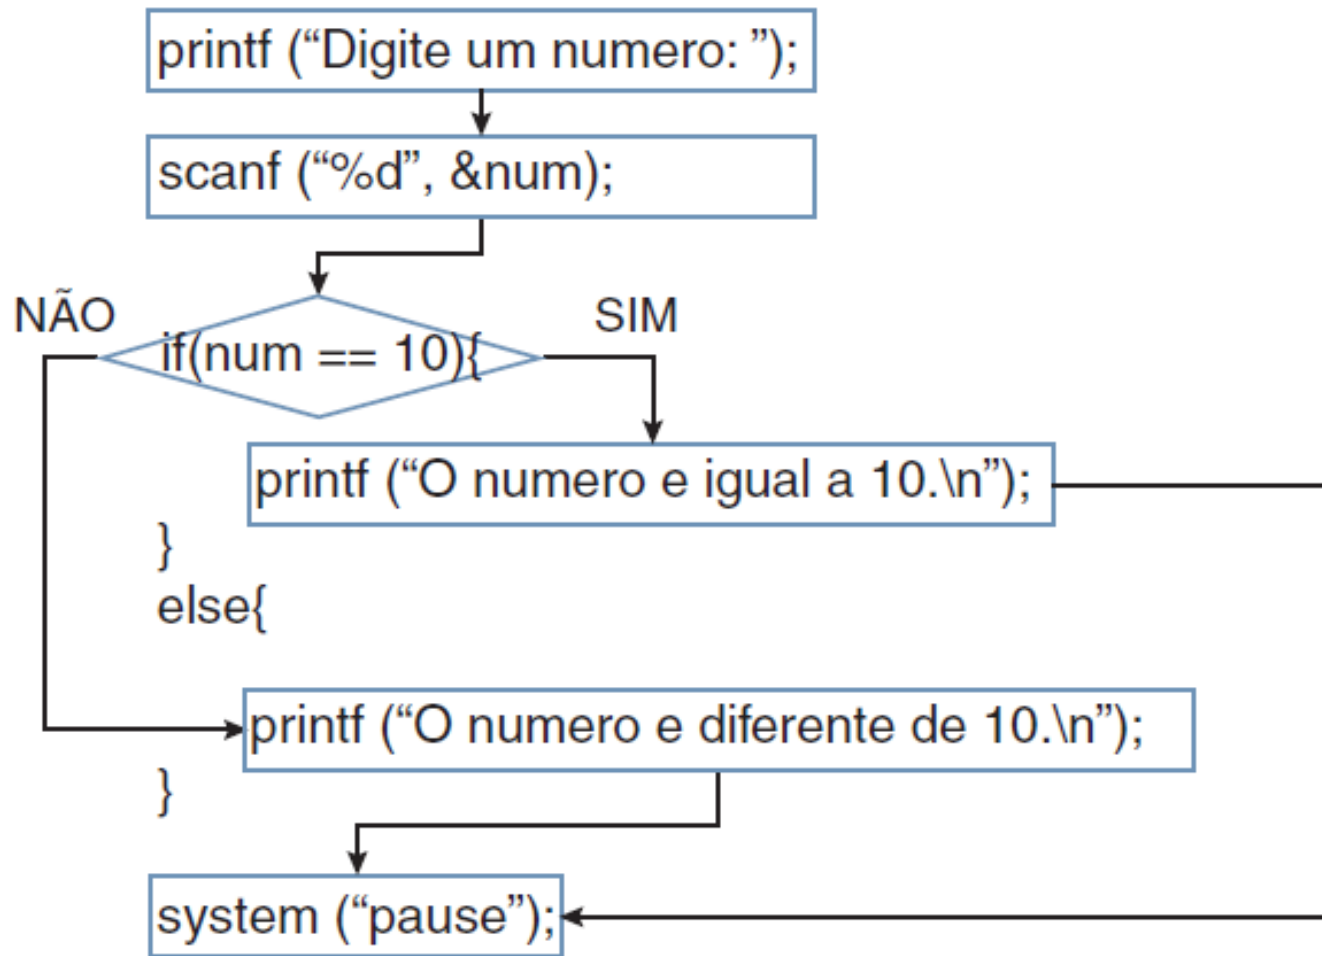 printf (“Digite um numero: ”);
scanf (“%d”, &num);
NÃO
SIM
if(num == 10){
printf (“O numero e igual a 10.\n”);
}
else{
printf (“O numero e diferente de 10.\n”);
}
system (“pause”);